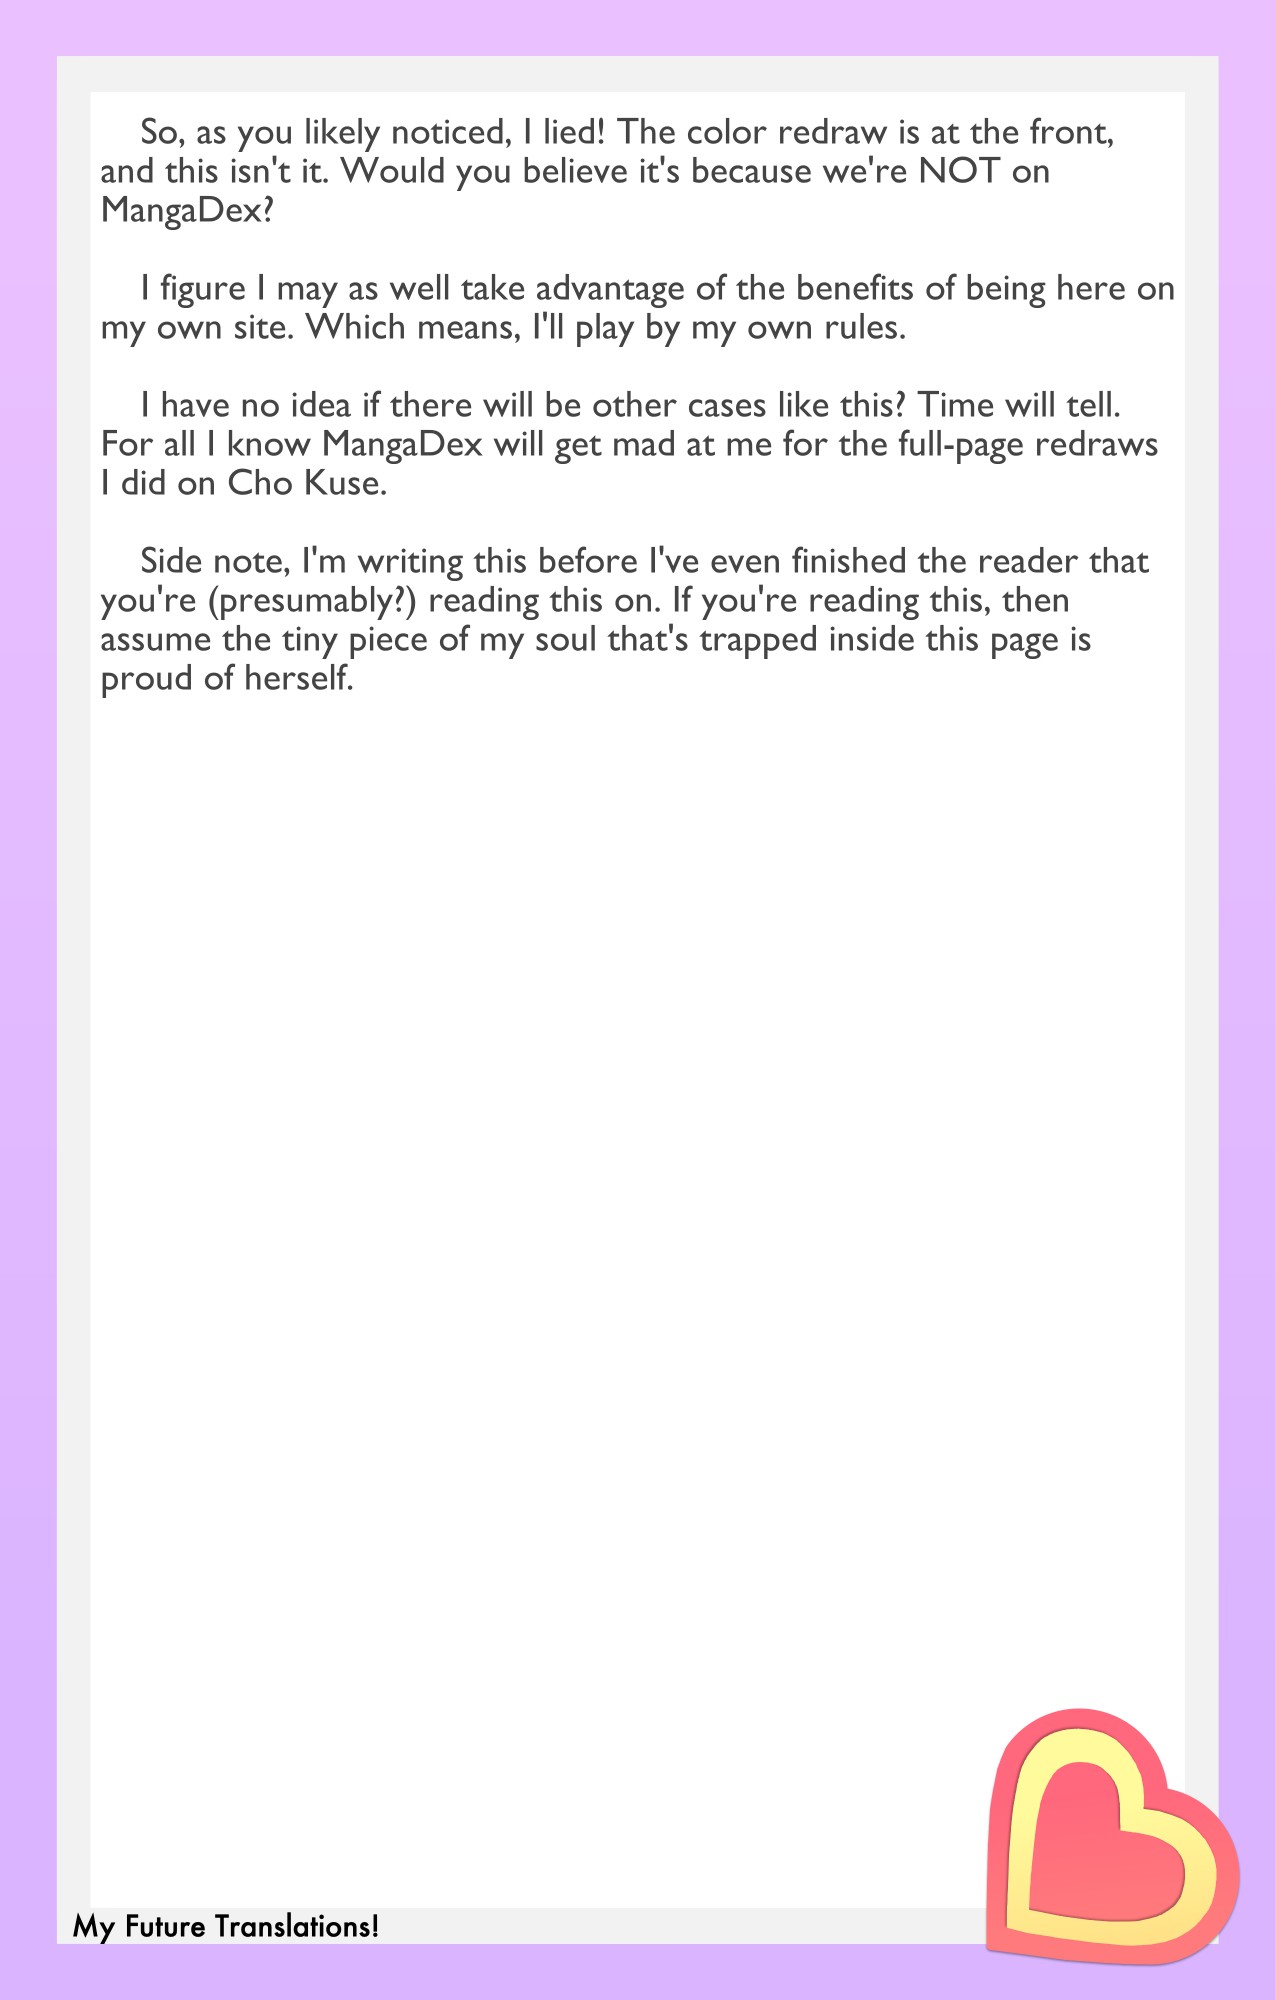 So, as you likely noticed, I lied! The color redraw is at the front,
and this isn't it. Would you believe it's because we're NOT on
MangaDex?
I figure I may as well take advantage of the benefits of being here on
my own site. Which means, I'll play by my own rules.
I have no idea if there will be other cases like this? Time will tell.
For all I know MangaDex will get mad at me for the full-page redraws
I did on Cho Kuse.
Side note, I'm writing this before I've even finished the reader that
you're (presumably?) reading this on. If you're reading this, then
assume the tiny piece of my soul that's trapped inside this page is
proud of herself.
My Future Translations!